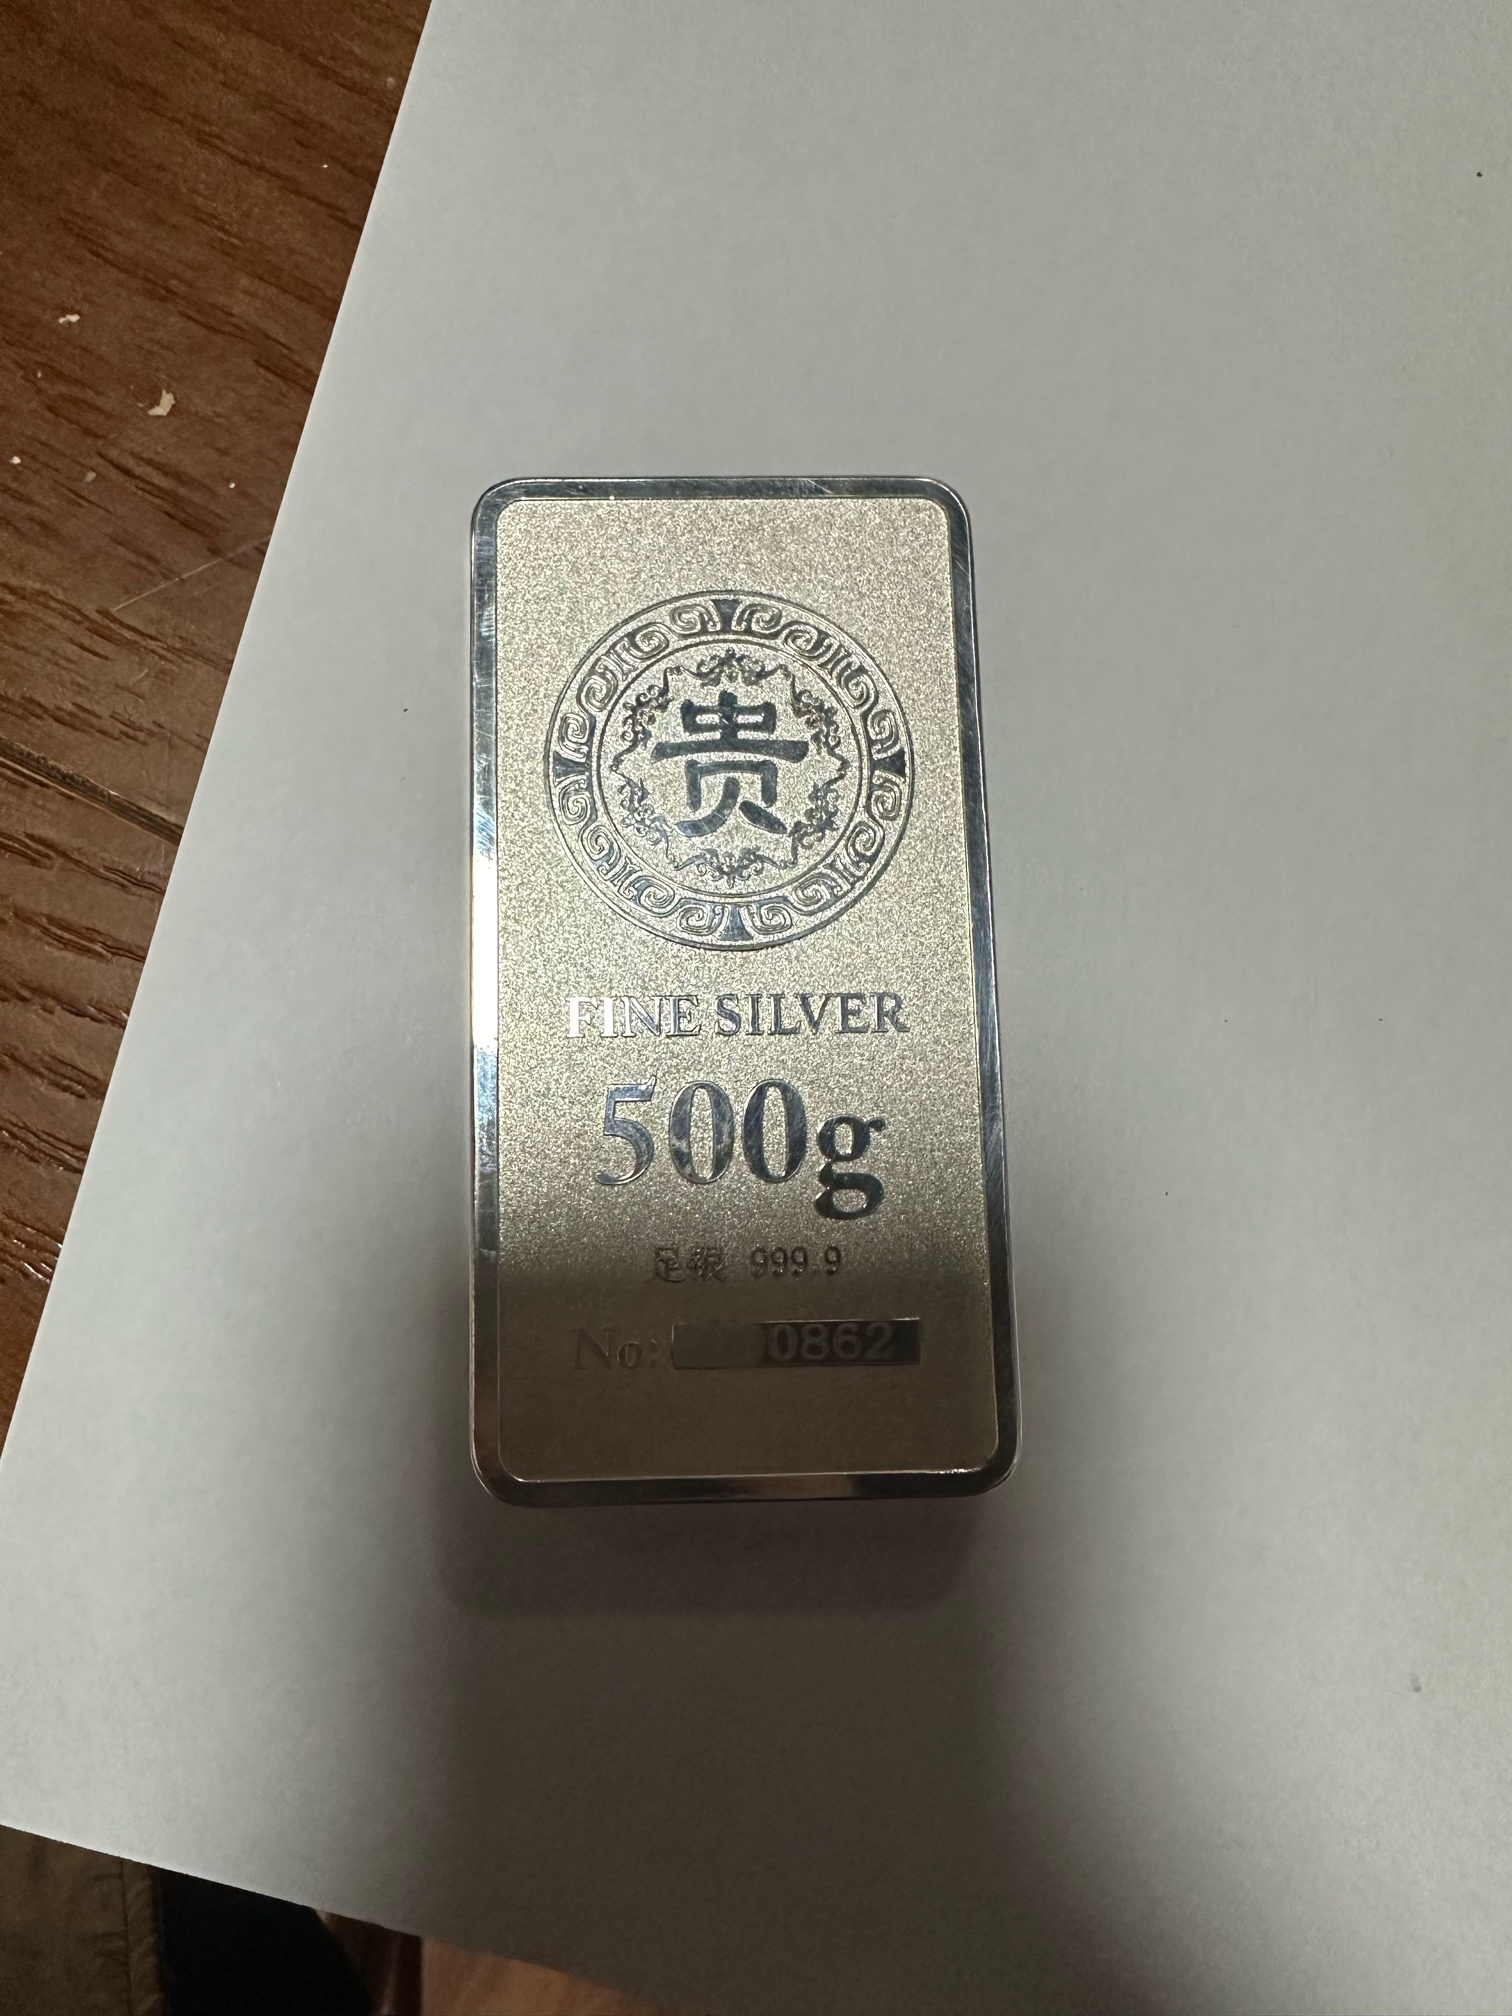 贵
FINE SILVER
500g
足银 999.9
No: 0862